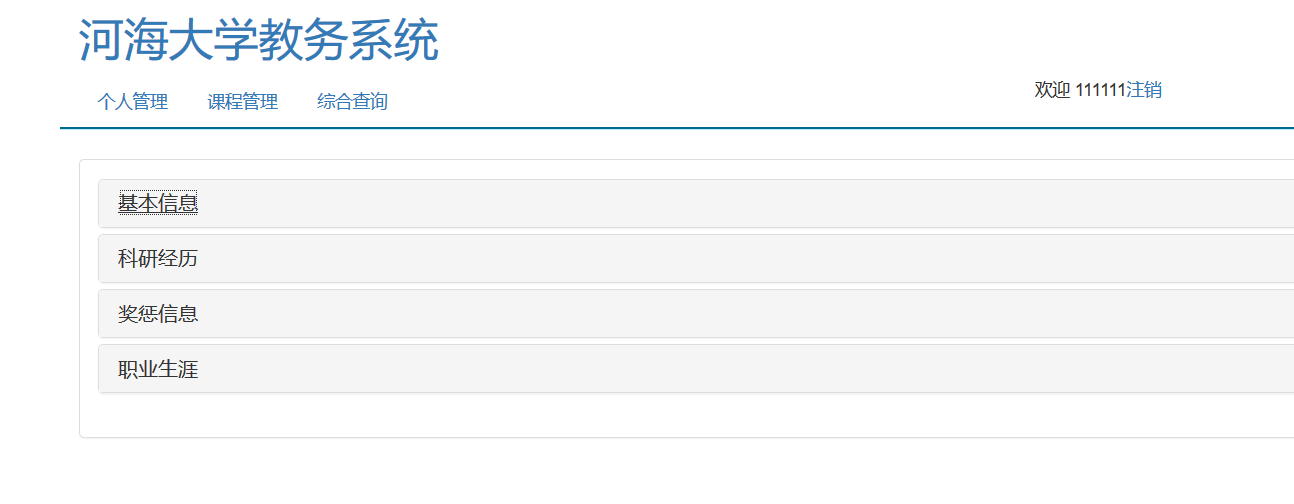 河海大学教务系统
个人管理 课程管理 综合查询 欢迎 111111注销
基本信息
科研经历
奖惩信息
职业生涯